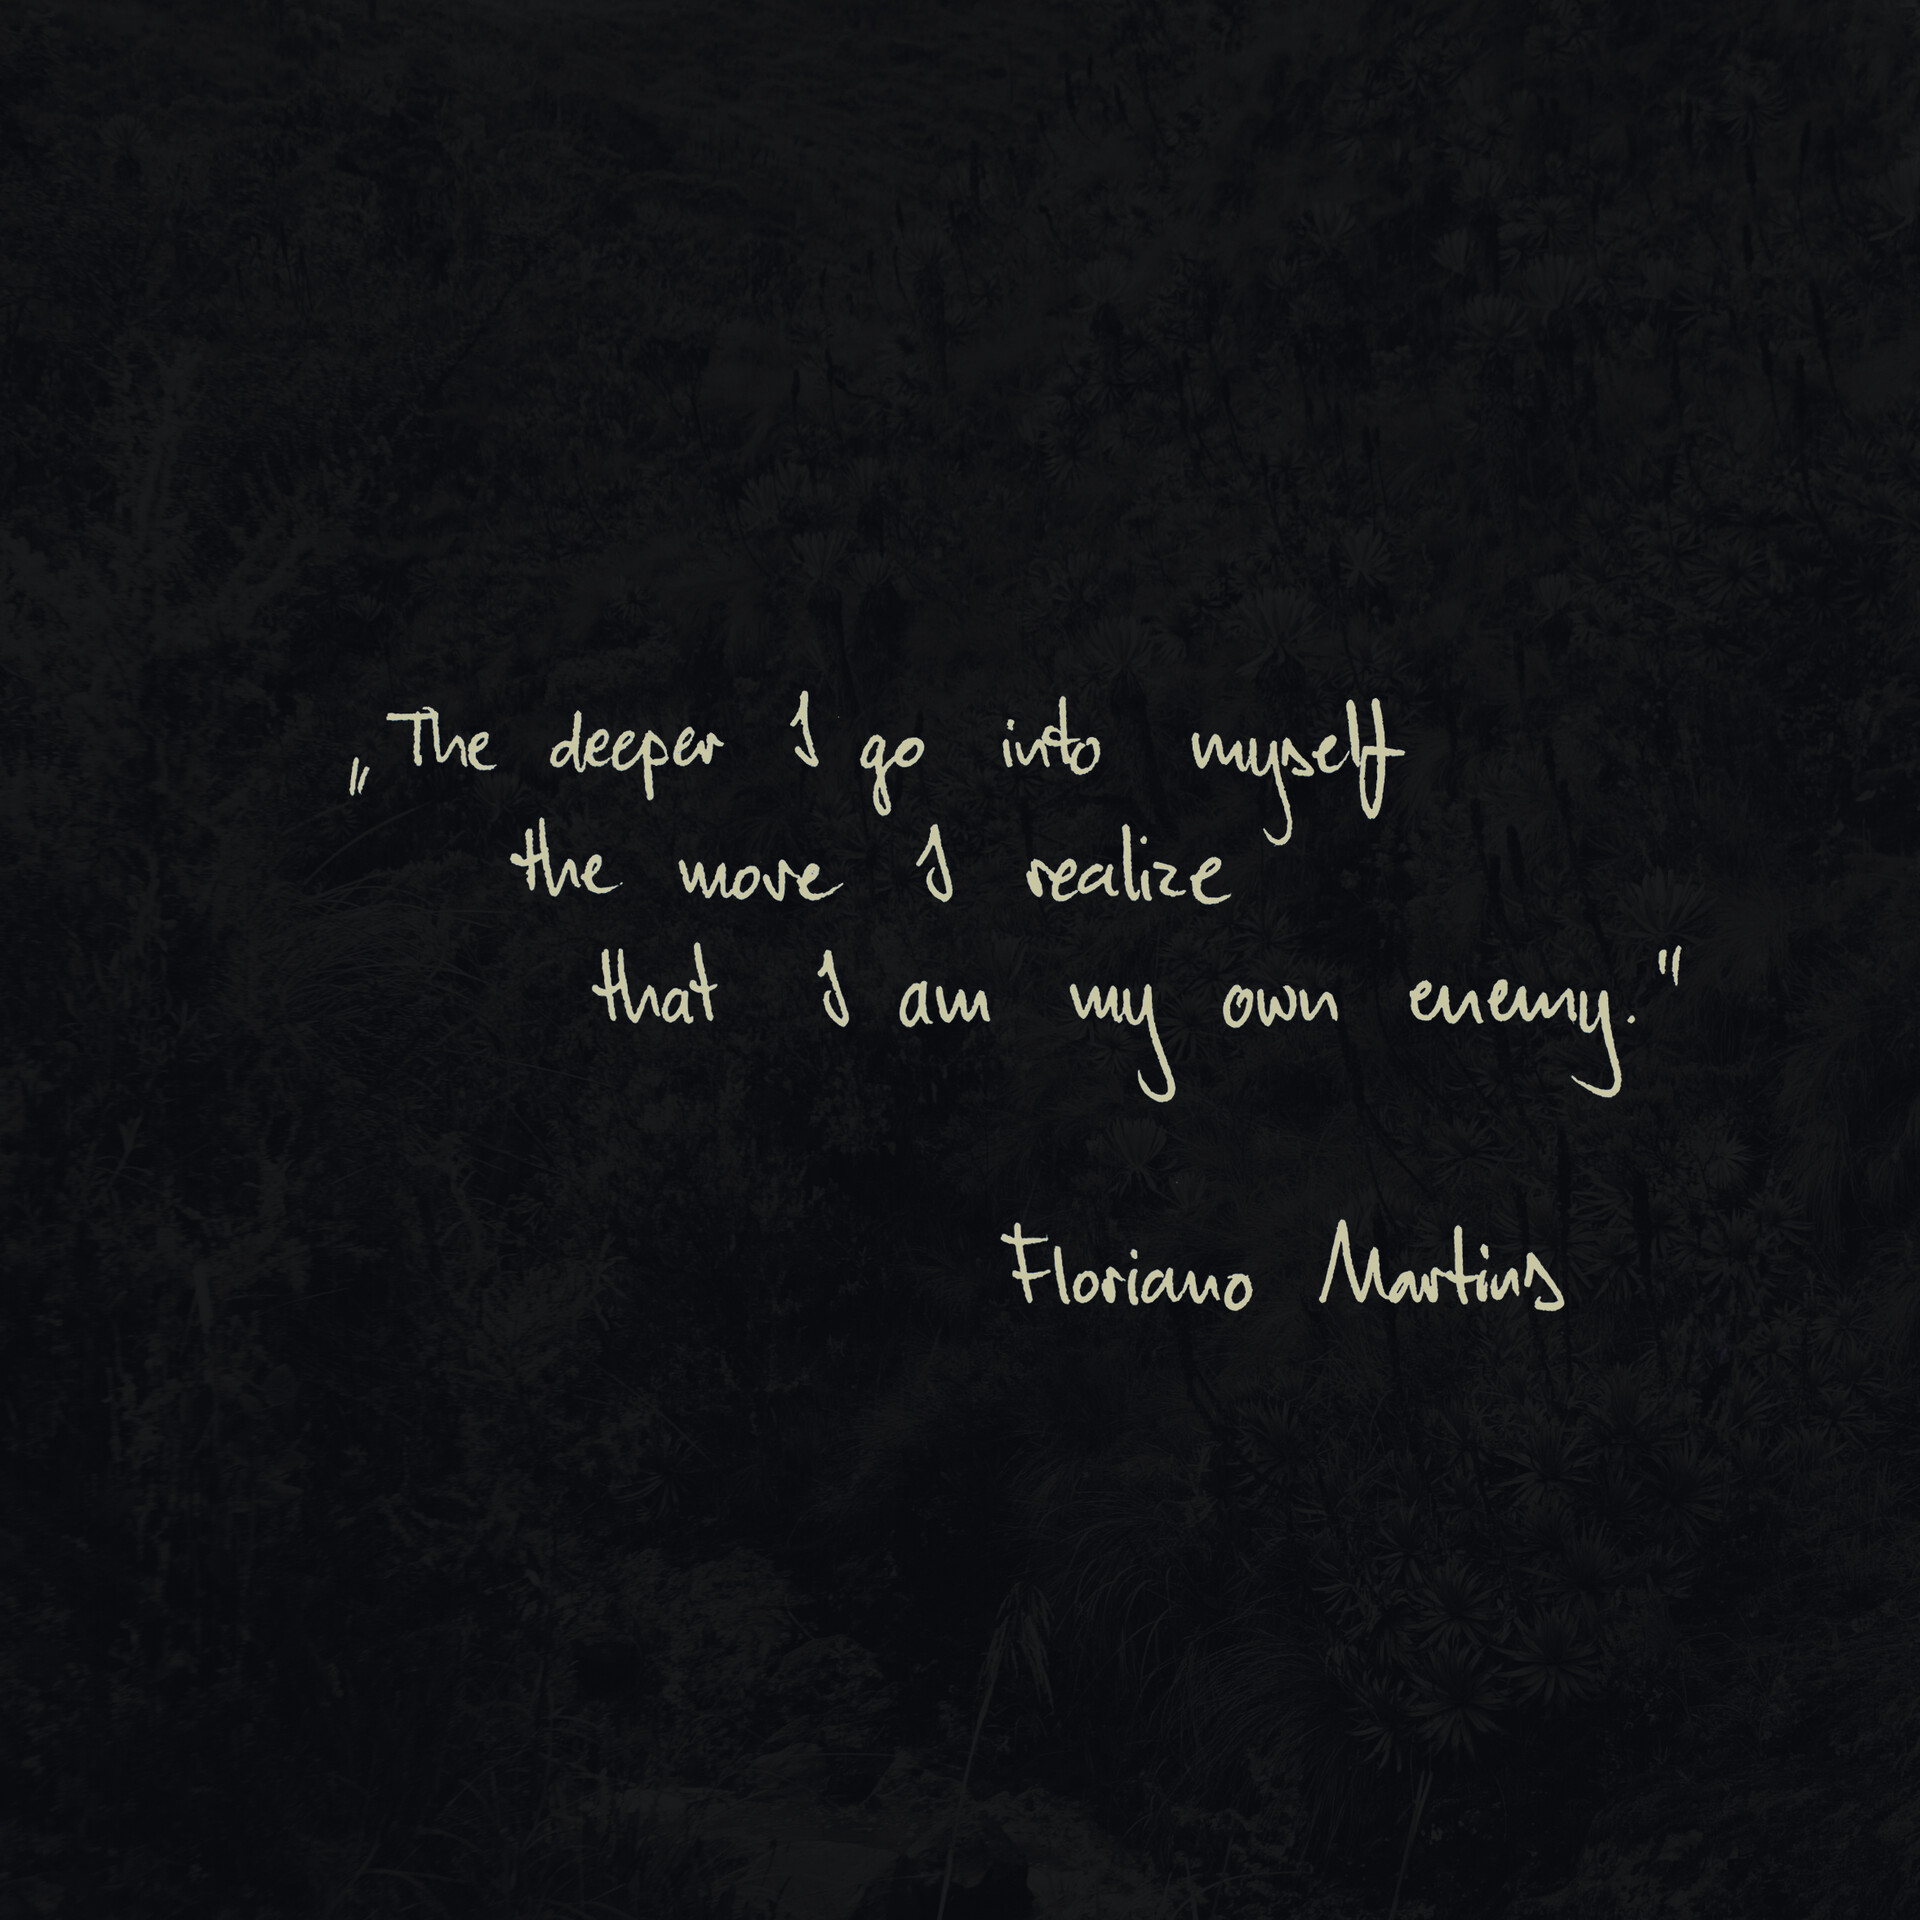 „The deeper I go into myself
the more I realize
that I am my own enemy."
Floriano Martins